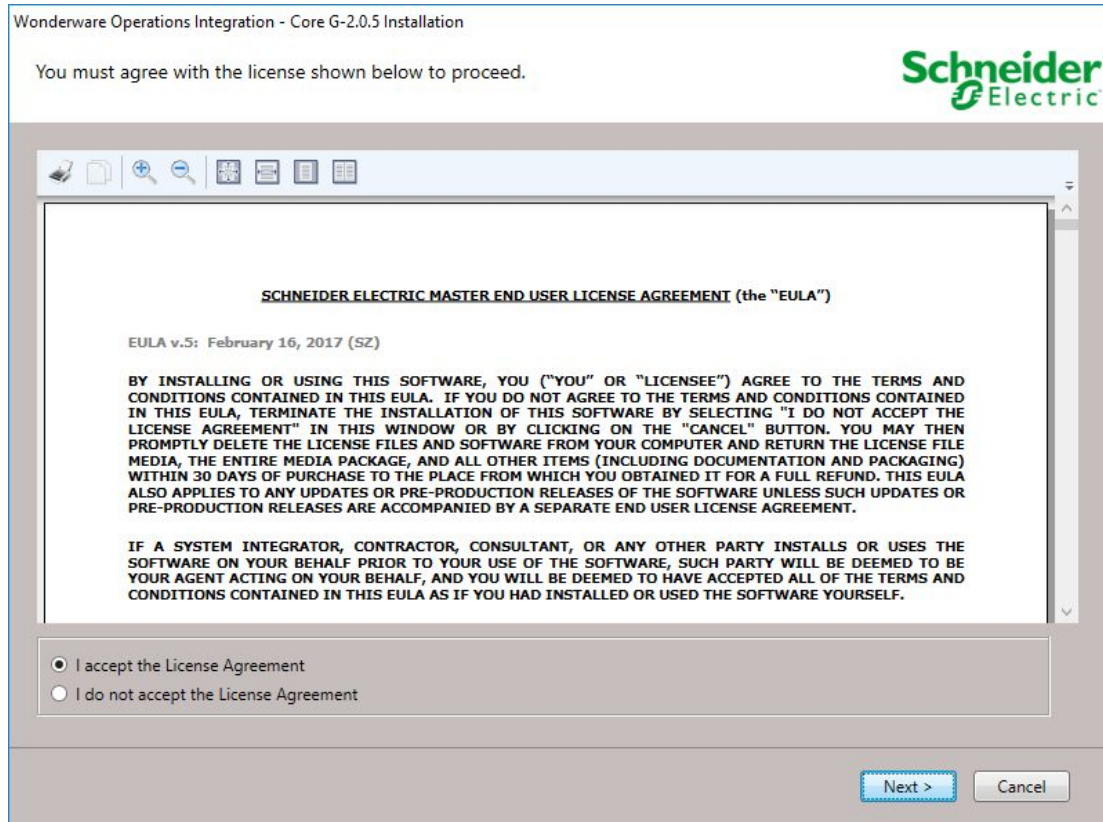 Wonderware Operations Integration - Core G-2.0.5 Installation
You must agree with the license shown below to proceed.
Schneider
Electric
SCHNEIDER ELECTRIC MASTER END USER LICENSE AGREEMENT (the “EULA”)
EULA v.5: February 16, 2017 (SZ)
BY INSTALLING OR USING THIS SOFTWARE, YOU (“YOU” OR “LICENSEE”) AGREE TO THE TERMS AND
CONDITIONS CONTAINED IN THIS EULA. IF YOU DO NOT AGREE TO THE TERMS AND CONDITIONS CONTAINED
IN THIS EULA, TERMINATE THE INSTALLATION OF THIS SOFTWARE BY SELECTING "I DO NOT ACCEPT THE
LICENSE AGREEMENT" IN THIS WINDOW OR BY CLICKING ON THE "CANCEL" BUTTON. YOU MAY THEN
PROMPTLY DELETE THE LICENSE FILES AND SOFTWARE FROM YOUR COMPUTER AND RETURN THE LICENSE FILE
MEDIA, THE ENTIRE MEDIA PACKAGE, AND ALL OTHER ITEMS (INCLUDING DOCUMENTATION AND PACKAGING)
WITHIN 30 DAYS OF PURCHASE TO THE PLACE FROM WHICH YOU OBTAINED IT FOR A FULL REFUND. THIS EULA
ALSO APPLIES TO ANY UPDATES OR PRE-PRODUCTION RELEASES OF THE SOFTWARE UNLESS SUCH UPDATES OR
PRE-PRODUCTION RELEASES ARE ACCOMPANIED BY A SEPARATE END USER LICENSE AGREEMENT.
IF A SYSTEM INTEGRATOR, CONTRACTOR, CONSULTANT, OR ANY OTHER PARTY INSTALLS OR USES THE
SOFTWARE ON YOUR BEHALF PRIOR TO YOUR USE OF THE SOFTWARE, SUCH PARTY WILL BE DEEMED TO BE
YOUR AGENT ACTING ON YOUR BEHALF, AND YOU WILL BE DEEMED TO HAVE ACCEPTED ALL OF THE TERMS AND
CONDITIONS CONTAINED IN THIS EULA AS IF YOU HAD INSTALLED OR USED THE SOFTWARE YOURSELF.
I accept the License Agreement
I do not accept the License Agreement
Next >
Cancel